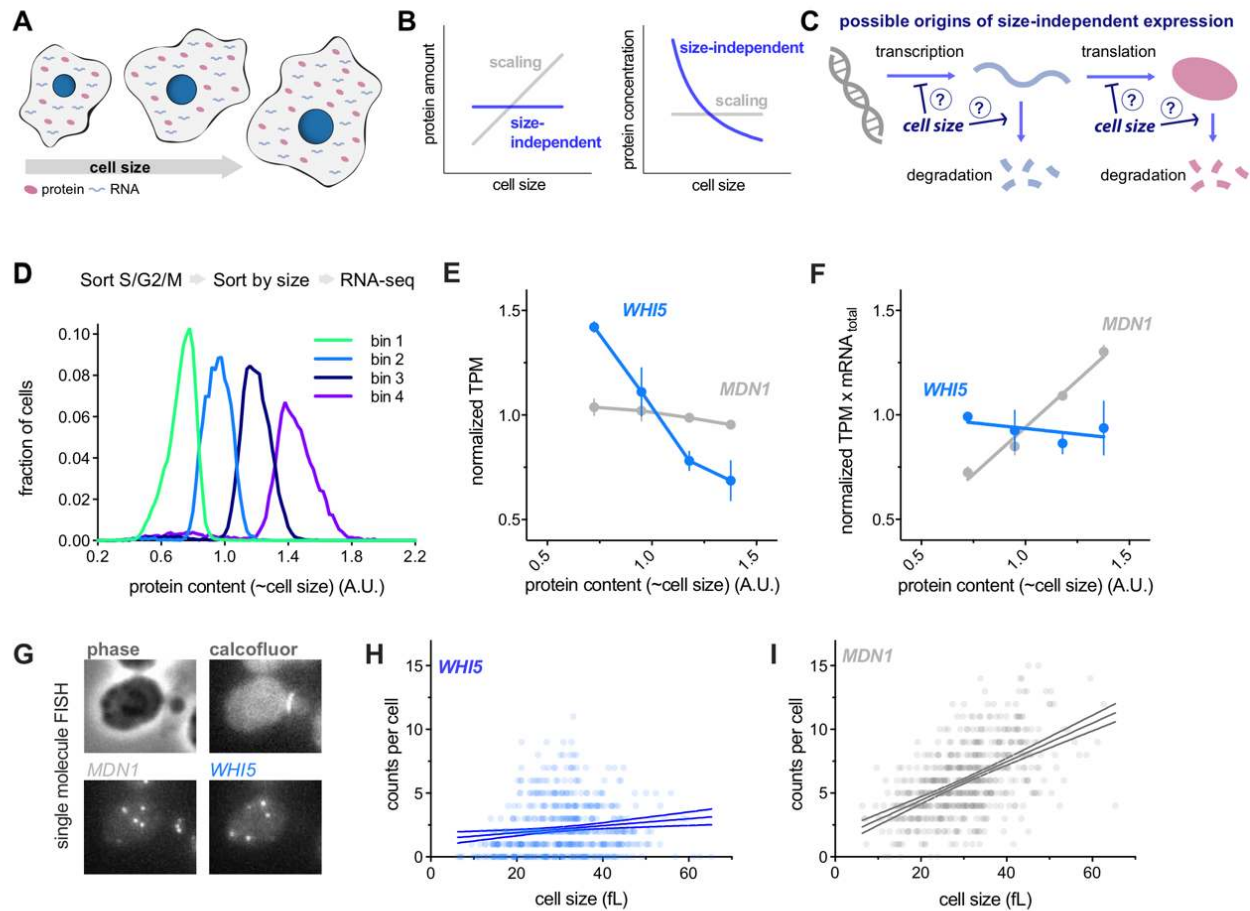 A
cell size
protein RNA
B
protein amount
scaling
size-
independent
cell size
protein concentration
size-independent
scaling
cell size
C possible origins of size-independent expression
transcription
translation
?
?
cell size
degradation
?
?
cell size
degradation
D
Sort S/G2/M Sort by size RNA-seq
fraction of cells
0.10
0.08
0.06
0.04
0.02
0.00
bin 1
bin 2
bin 3
bin 4
0.2 0.6 1.0 1.4 1.8 2.2
protein content (~cell size) (A.U.)
E
normalized TPM
1.5
1.0
0.5
WHI5
MDN1
0.5 1.0 1.5
protein content (~cell size) (A.U.)
F
normalized TPM x mRNAtotal
1.5
1.0
0.5
MDN1
WHI5
0.5 1.0 1.5
protein content (~cell size) (A.U.)
G
single molecule FISH
phase calcofluor
MDN1 WHI5
H
WHI5
counts per cell
15
10
5
0
0 20 40 60
cell size (fL)
I
MDN1
counts per cell
15
10
5
0
0 20 40 60
cell size (fL)